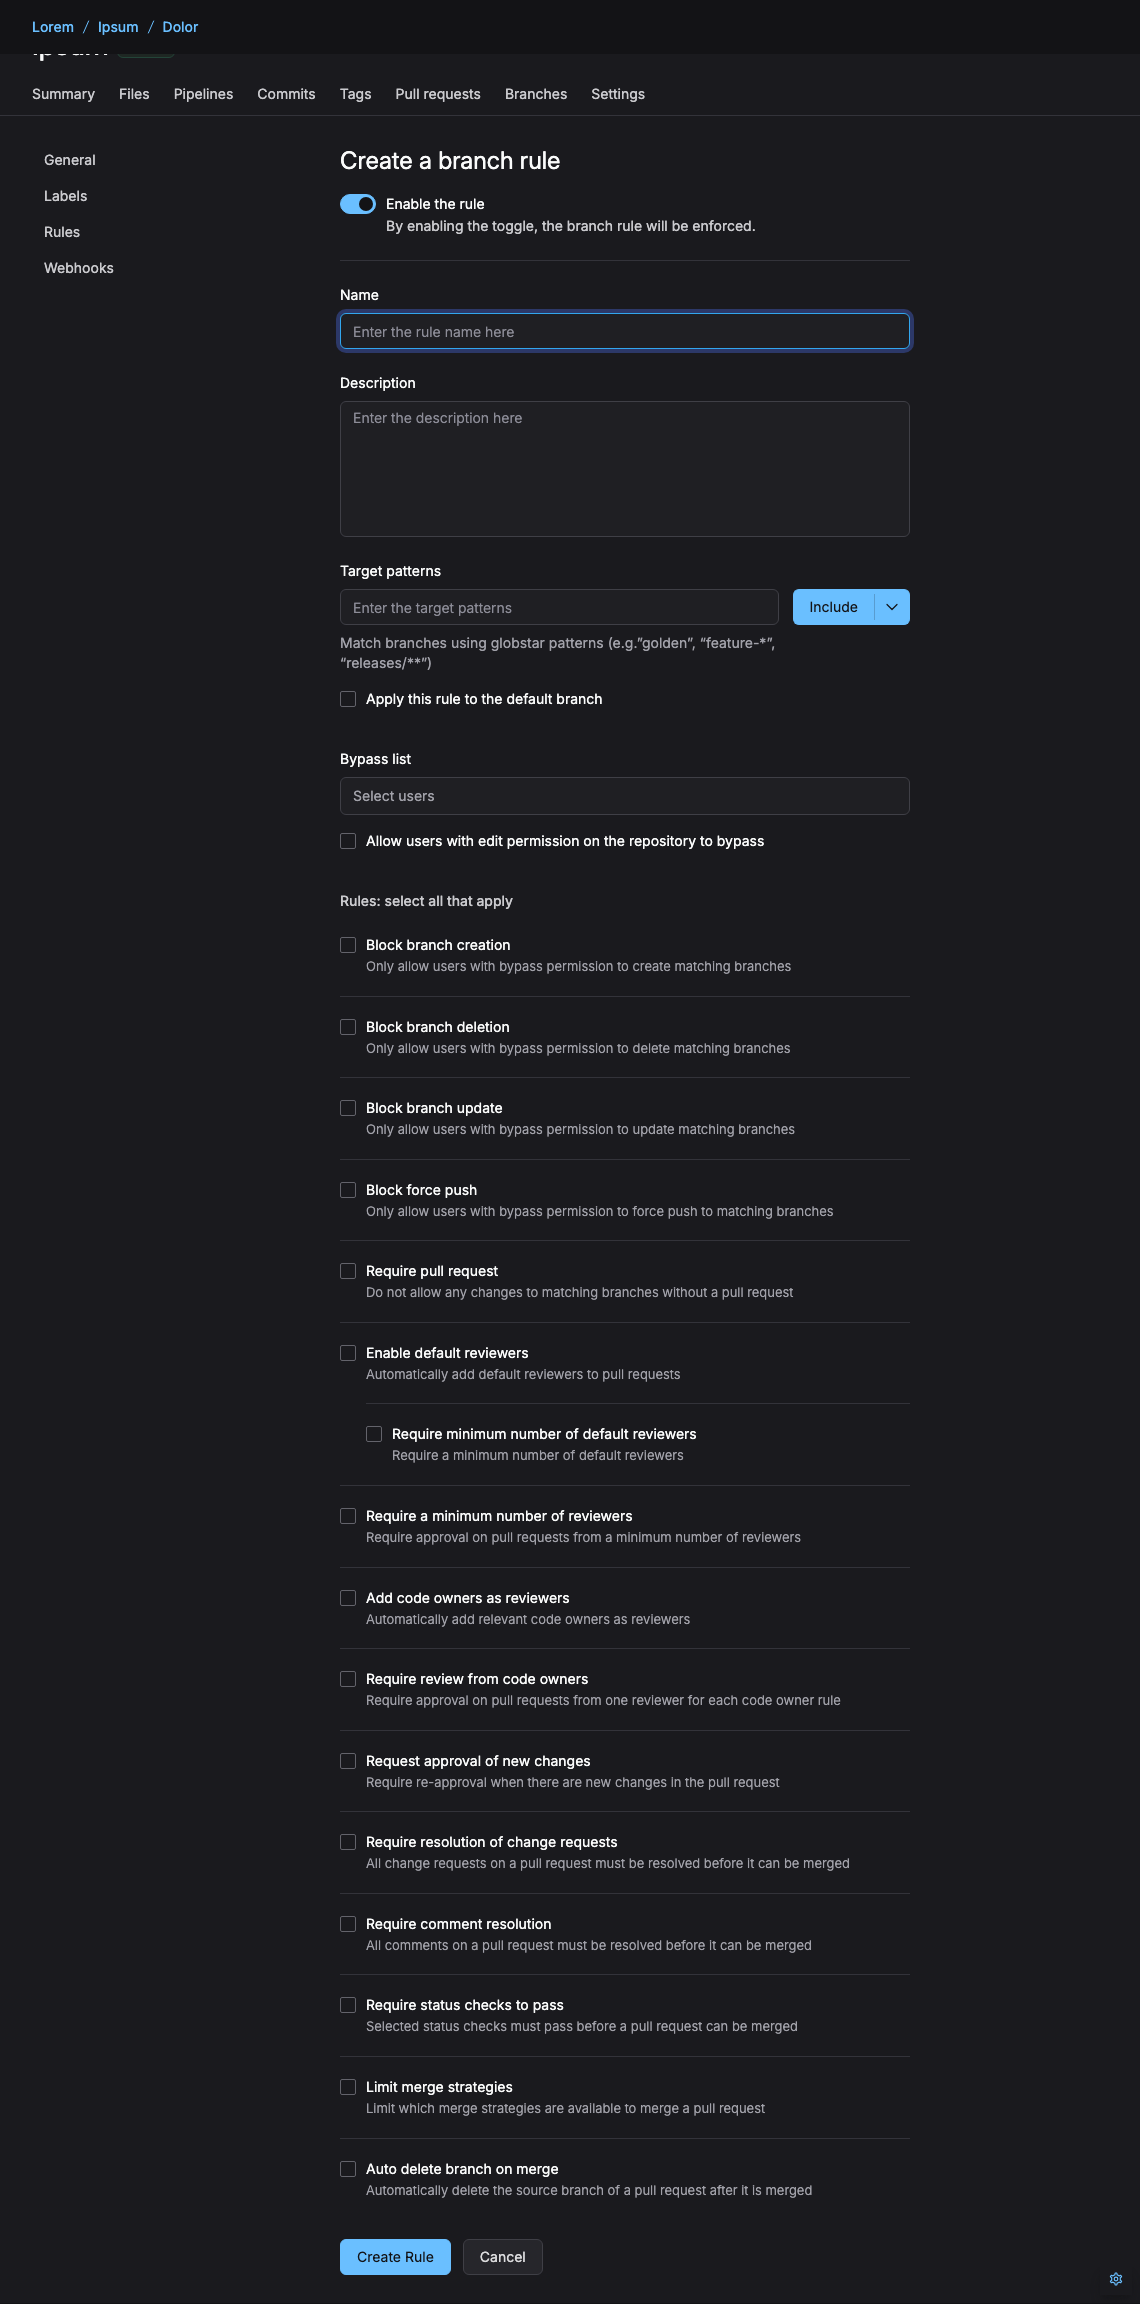 Lorem / Ipsum / Dolor
Summary Files Pipelines Commits Tags Pull requests Branches Settings
General
Labels
Rules
Webhooks
Create a branch rule
Enable the rule
By enabling the toggle, the branch rule will be enforced.
Name
Enter the rule name here
Description
Enter the description here
Target patterns
Enter the target patterns
Include
Match branches using globstar patterns (e.g.”golden”, “feature-*”,
“releases/**”)
Apply this rule to the default branch
Bypass list
Select users
Allow users with edit permission on the repository to bypass
Rules: select all that apply
Block branch creation
Only allow users with bypass permission to create matching branches
Block branch deletion
Only allow users with bypass permission to delete matching branches
Block branch update
Only allow users with bypass permission to update matching branches
Block force push
Only allow users with bypass permission to force push to matching branches
Require pull request
Do not allow any changes to matching branches without a pull request
Enable default reviewers
Automatically add default reviewers to pull requests
Require minimum number of default reviewers
Require a minimum number of default reviewers
Require a minimum number of reviewers
Require approval on pull requests from a minimum number of reviewers
Add code owners as reviewers
Automatically add relevant code owners as reviewers
Require review from code owners
Require approval on pull requests from one reviewer for each code owner rule
Request approval of new changes
Require re-approval when there are new changes in the pull request
Require resolution of change requests
All change requests on a pull request must be resolved before it can be merged
Require comment resolution
All comments on a pull request must be resolved before it can be merged
Require status checks to pass
Selected status checks must pass before a pull request can be merged
Limit merge strategies
Limit which merge strategies are available to merge a pull request
Auto delete branch on merge
Automatically delete the source branch of a pull request after it is merged
Create Rule
Cancel